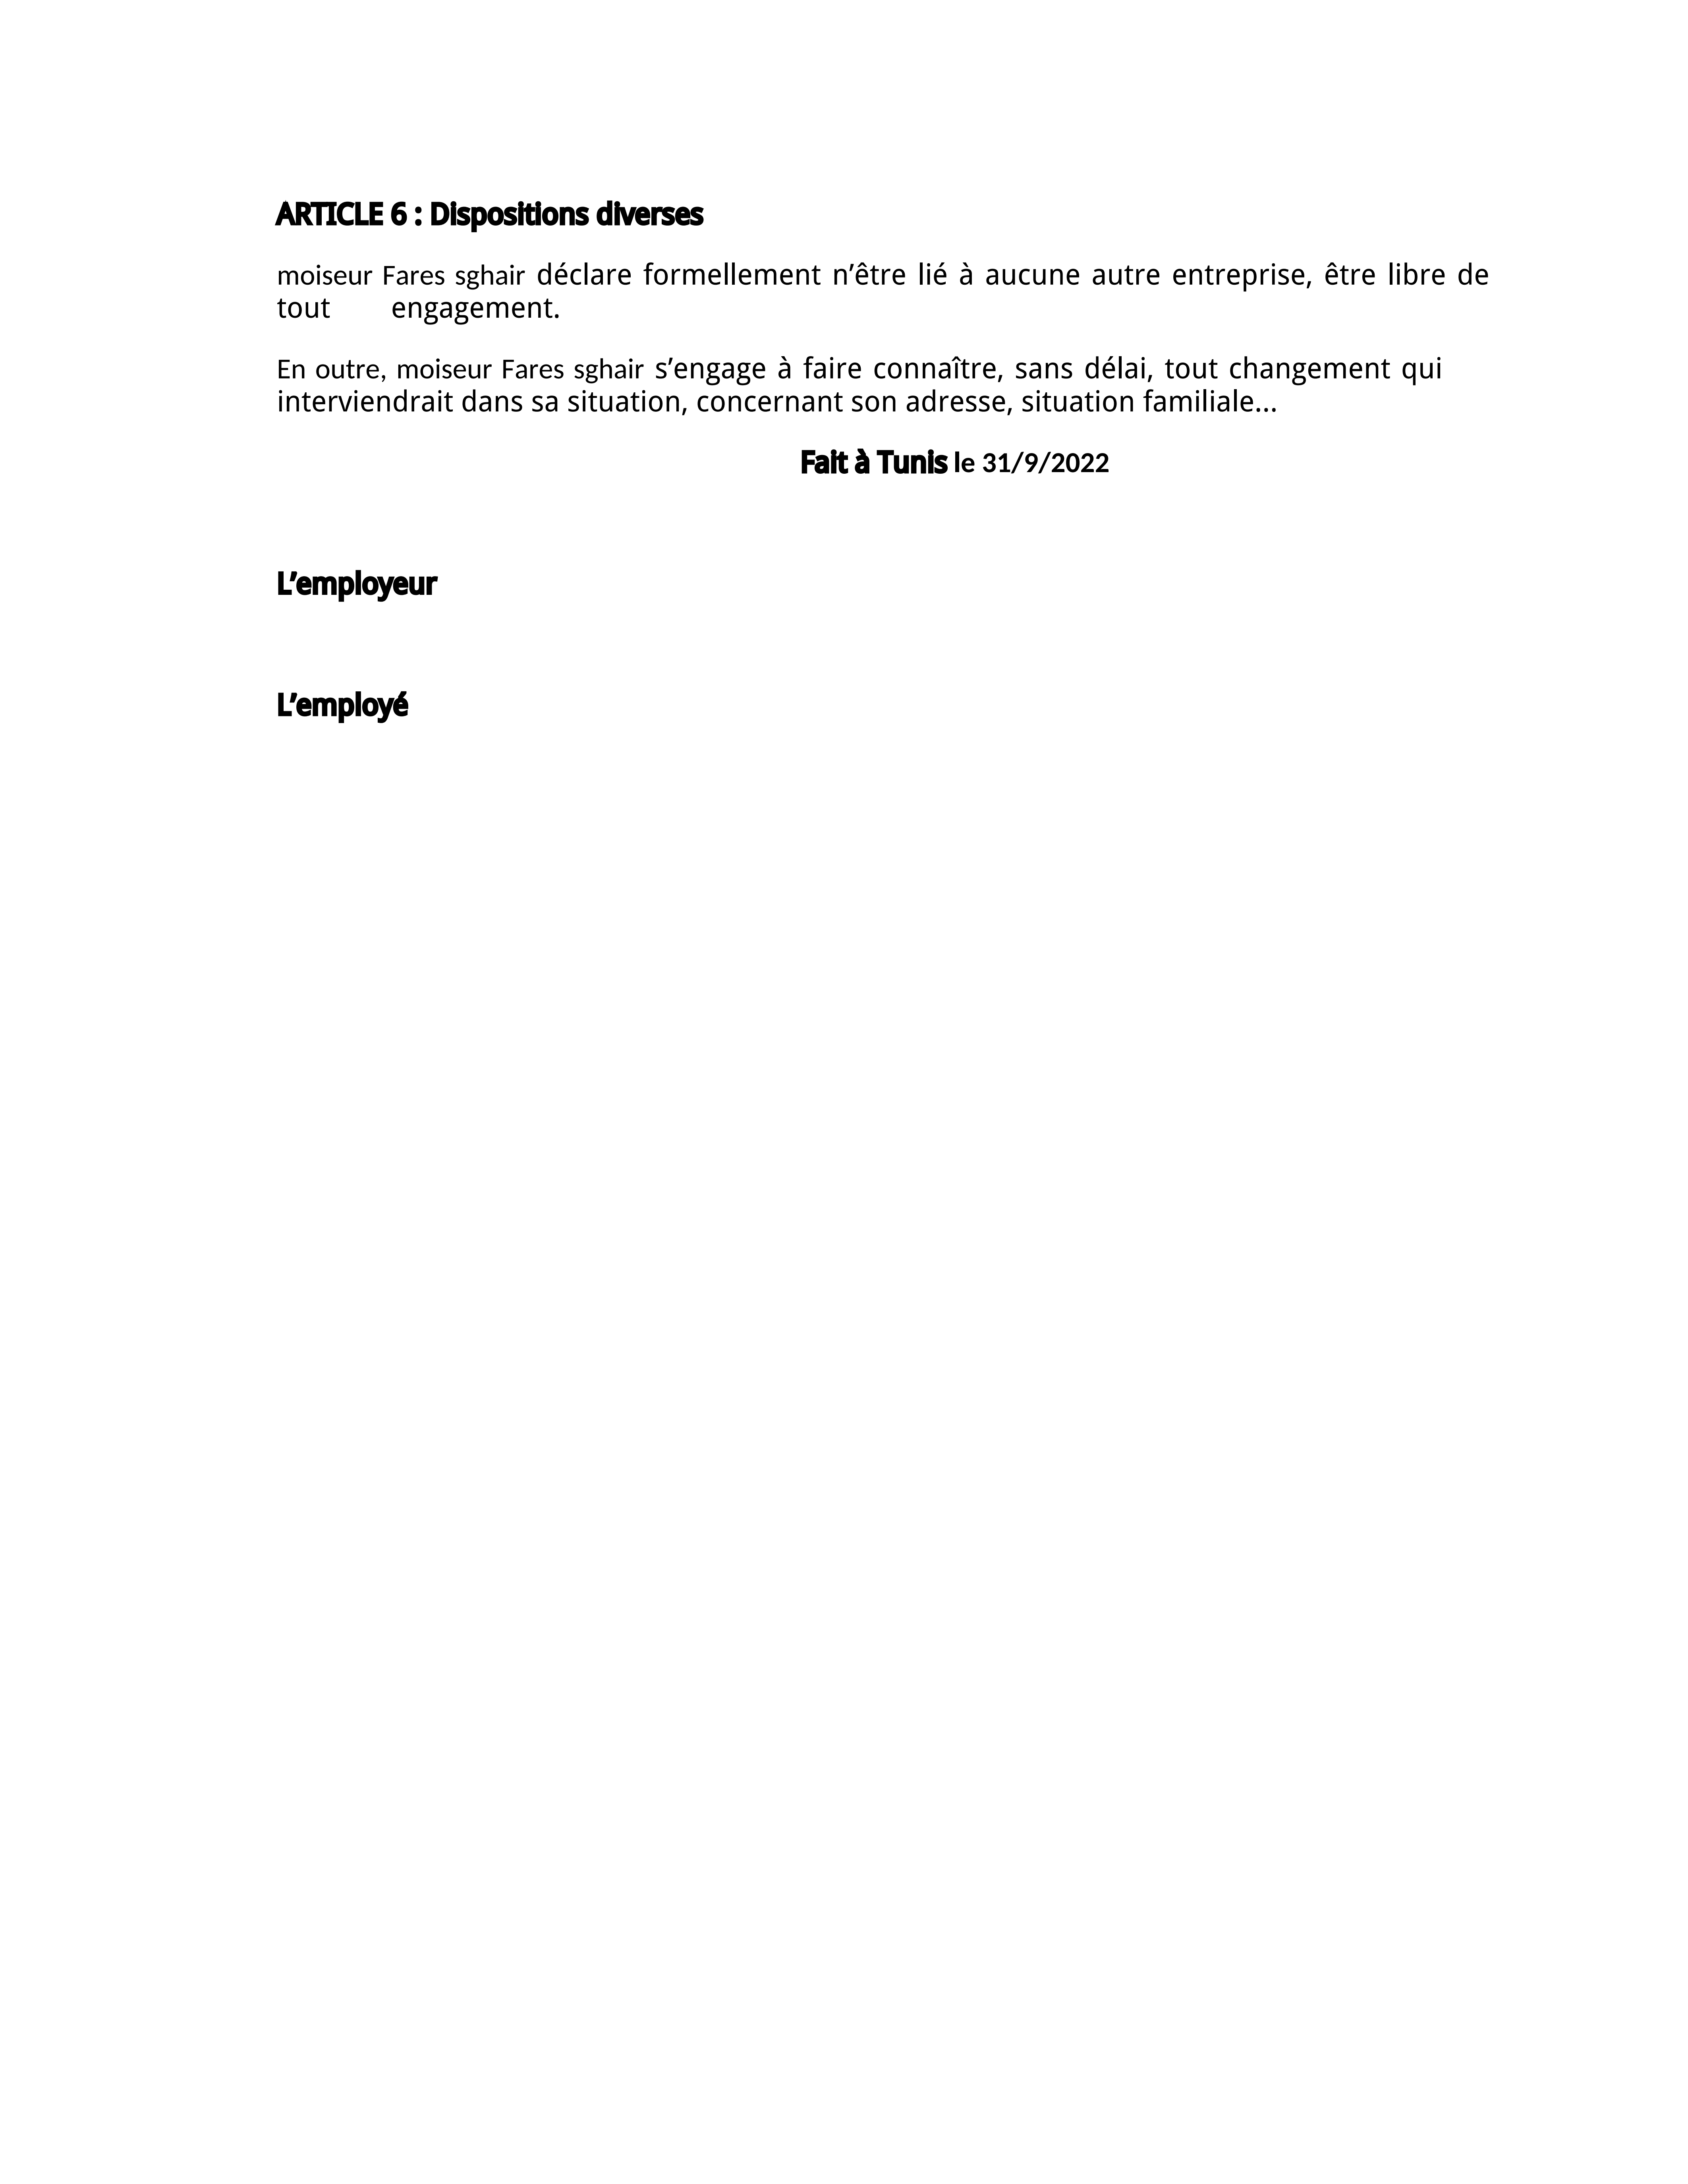 ARTICLE 6 : Dispositions diverses
moiseur Fares sghair déclare formellement n’être lié à aucune autre entreprise, être libre de
tout engagement.
En outre, moiseur Fares sghair s’engage à faire connaître, sans délai, tout changement qui
interviendrait dans sa situation, concernant son adresse, situation familiale…
Fait à Tunis le 31/9/2022
L’employeur
L’employé